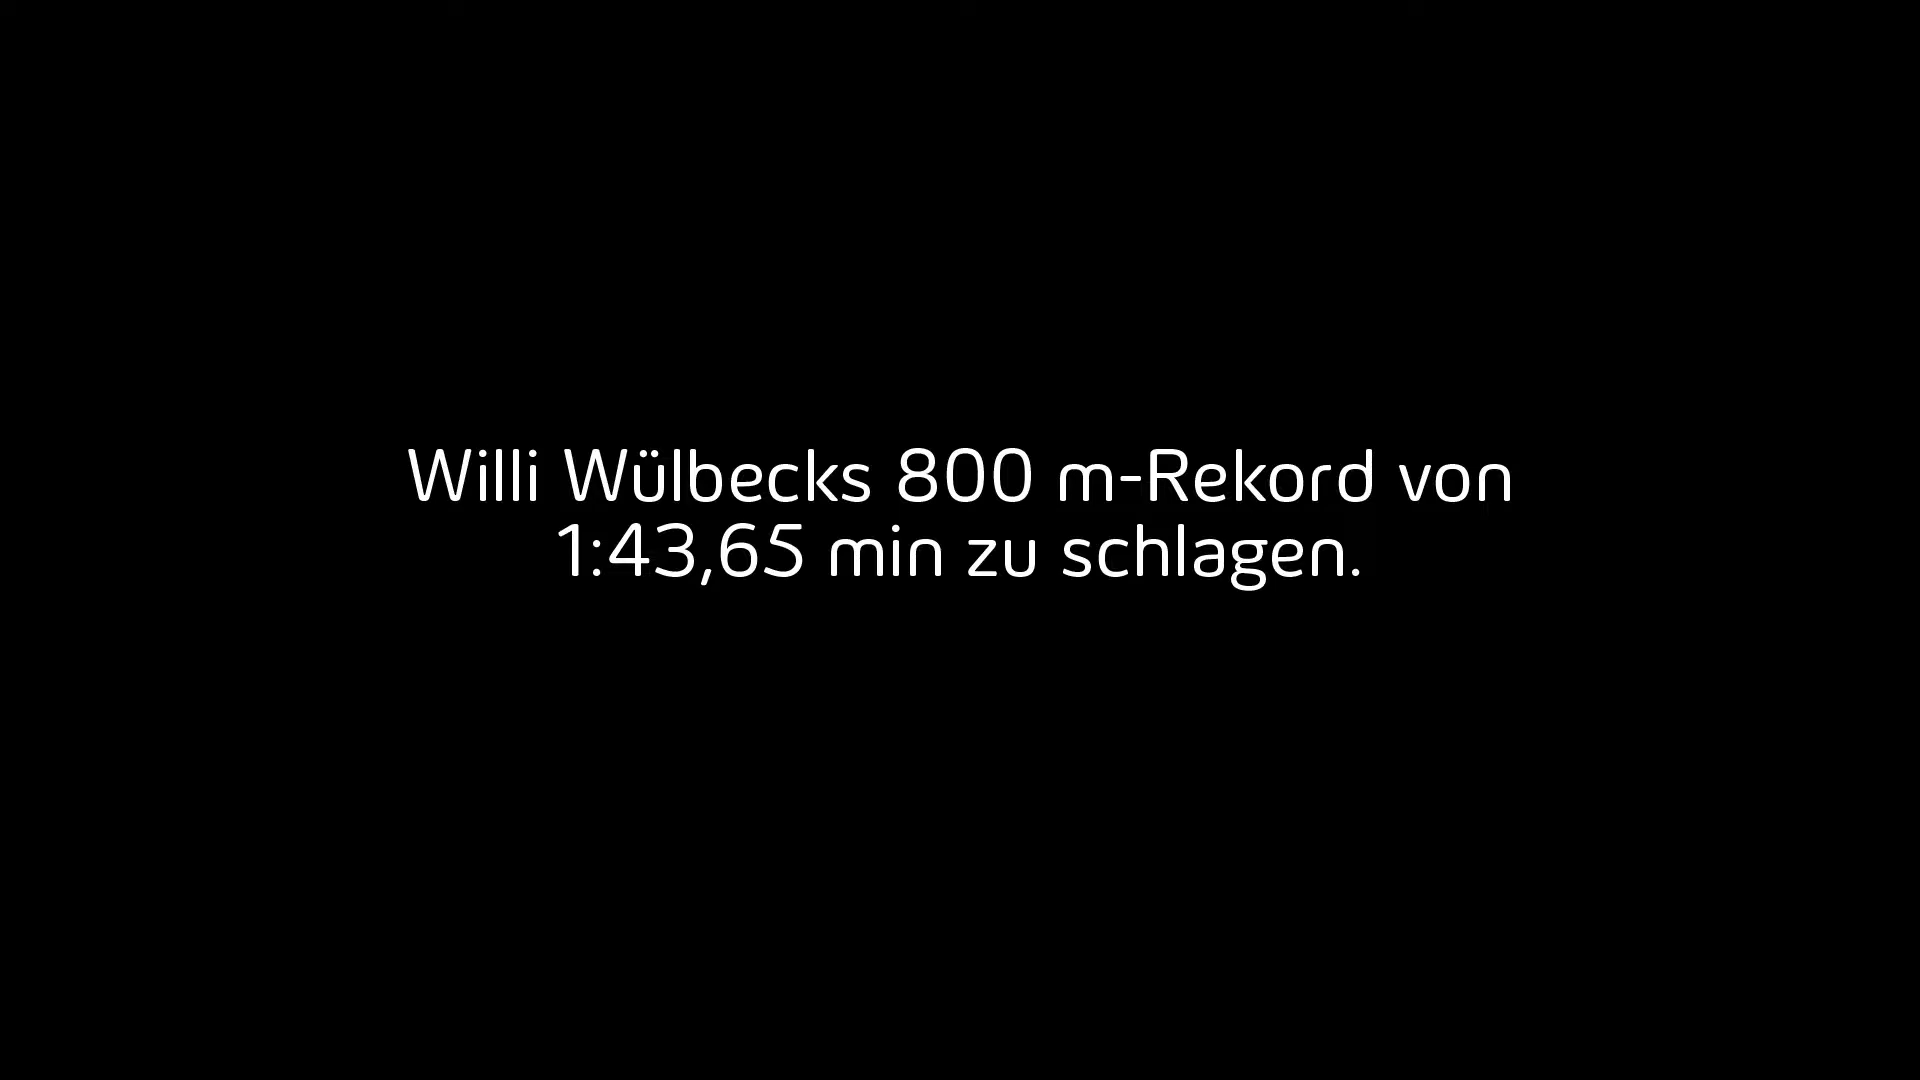 Willi Wülbecks 800 m-Rekord von
1:43,65 min zu schlagen.